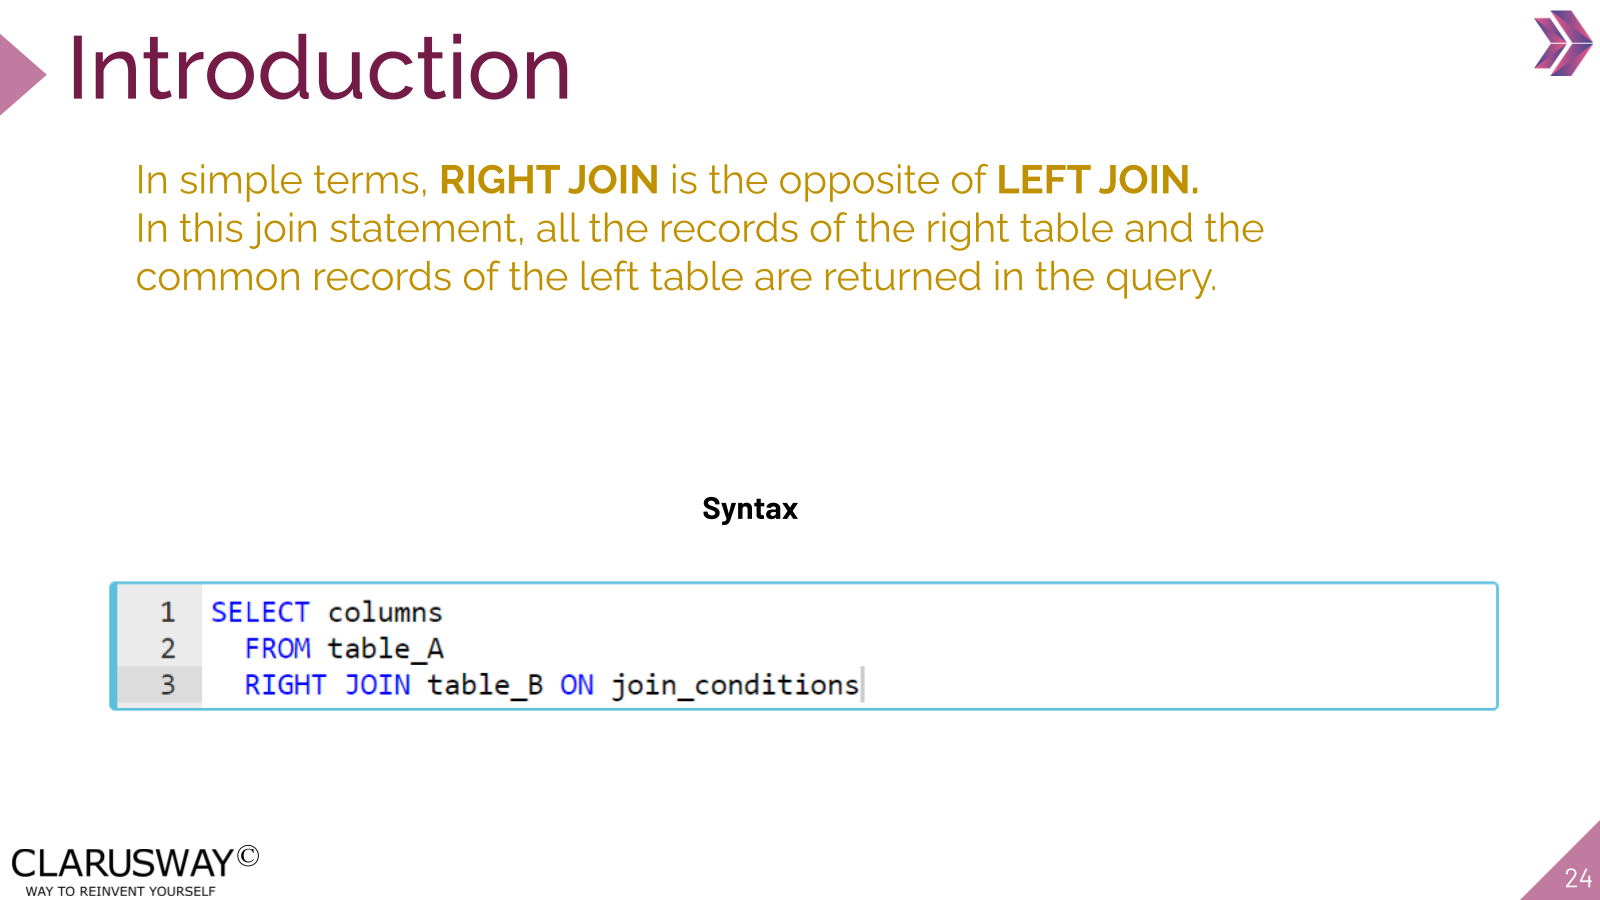 Introduction
In simple terms, RIGHT JOIN is the opposite of LEFT JOIN.
In this join statement, all the records of the right table and the
common records of the left table are returned in the query.
Syntax
1 SELECT columns
2 FROM table_A
3 RIGHT JOIN table_B ON join_conditions
CLARUSWAY©
WAY TO REINVENT YOURSELF
24